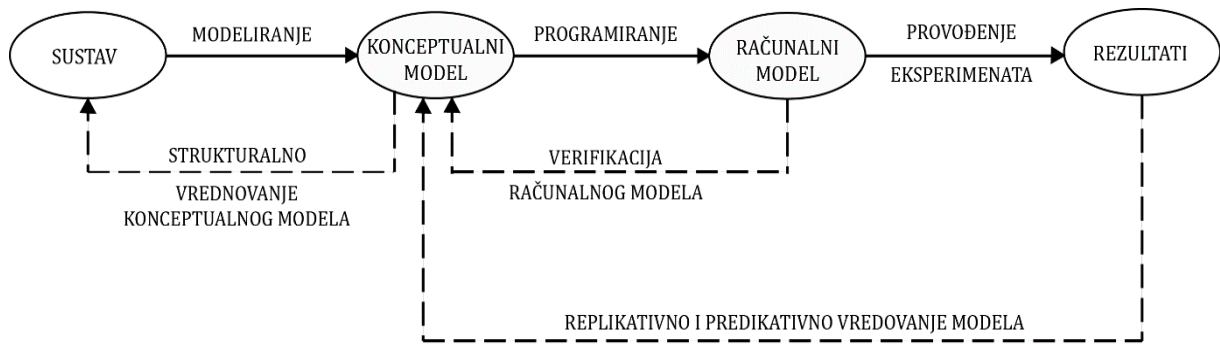 SUSTAV
MODELIRANJE
KONCEPTUALNI
MODEL
PROGRAMIRANJE
RAČUNALNI
MODEL
PROVOĐENJE
EKSPERIMENATA
REZULTATI
STRUKTURALNO
VREDNOVANJE
KONCEPTUALNOG MODELA
VERIFIKACIJA
RAČUNALNOG MODELA
REPLIKATIVNO I PREDIKATIVNO VREDOVANJE MODELA